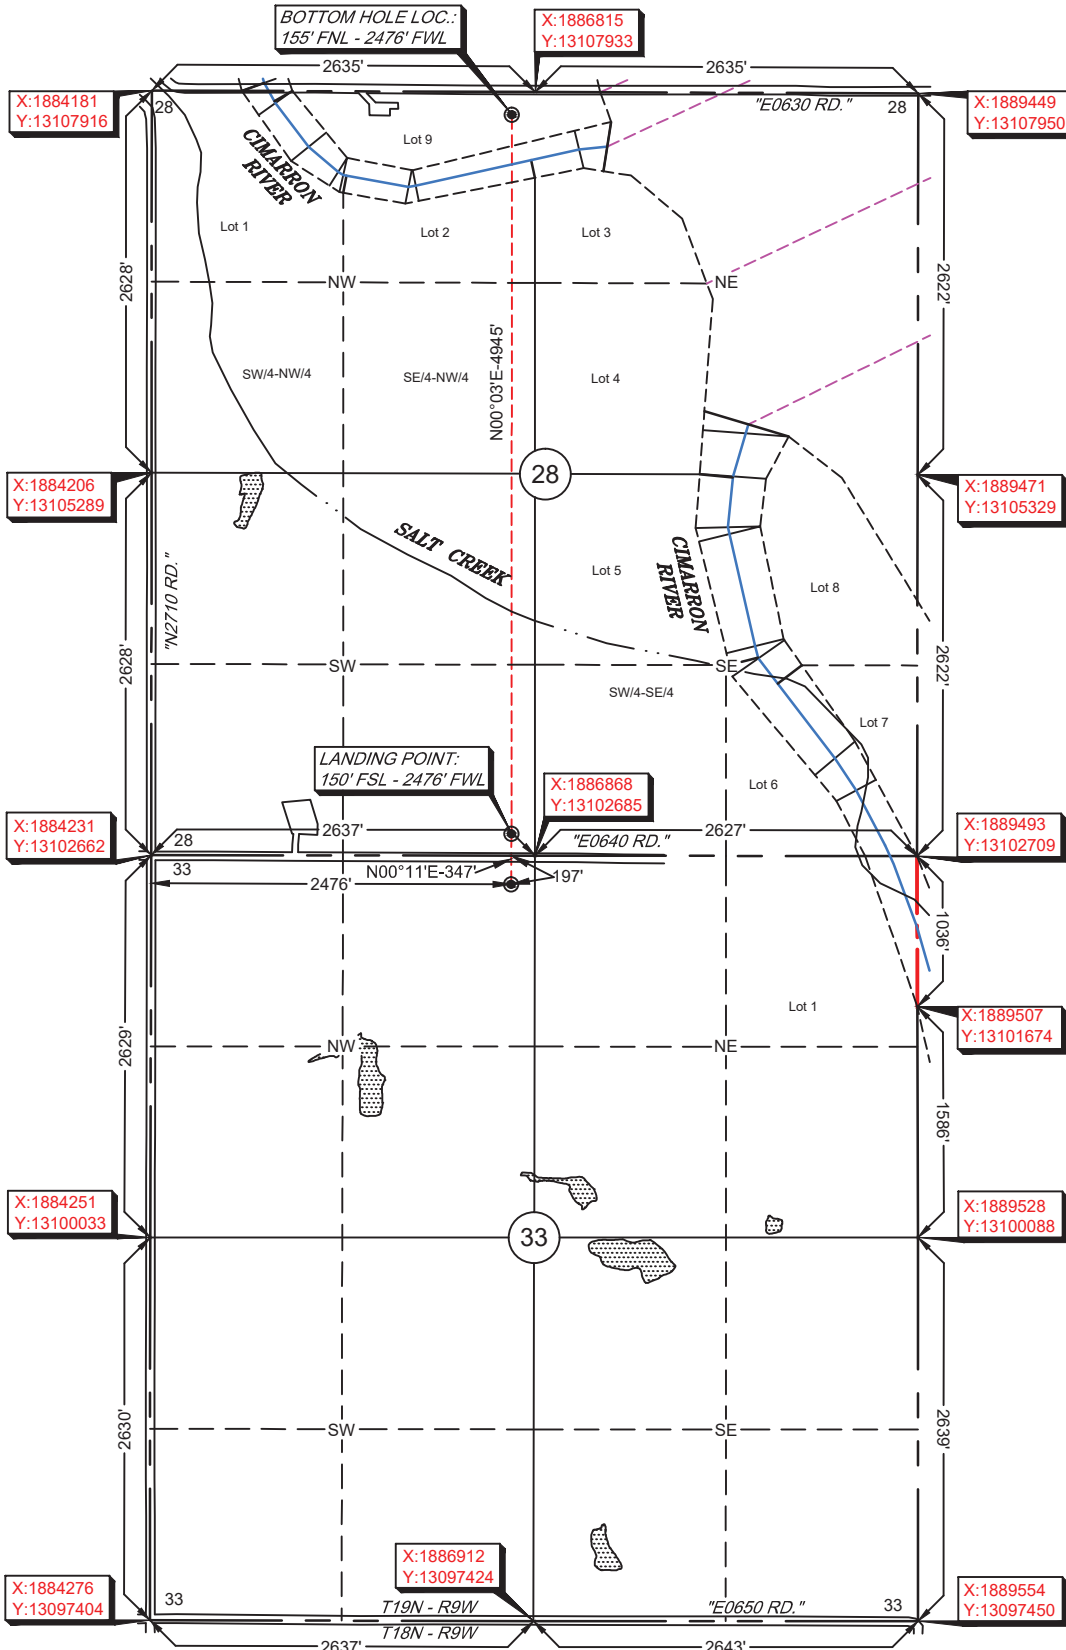 BOTTOM HOLE LOC.:
155' FNL - 2476' FWL
X:1886815
Y:13107933
2635'
2635'
X:1884181
Y:13107916
28
"E0630 RD."
28
X:1889449
Y:13107950
Lot 9
CIMARRON
RIVER
Lot 1
Lot 2
Lot 3
2628'
NW
NE
2622'
N00°03'E-4945'
SW/4-NW/4
SE/4-NW/4
Lot 4
28
X:1884206
Y:13105289
X:1889471
Y:13105329
SALT CREEK
CIMARRON
RIVER
"N2710 RD."
Lot 5
Lot 8
2628'
SW
SE
2622'
SW/4-SE/4
Lot 7
LANDING POINT:
150' FSL - 2476' FWL
X:1886868
Y:13102685
Lot 6
X:1884231
Y:13102662
28
2637'
"E0640 RD."
2627'
X:1889493
Y:13102709
33
N00°11'E-347'
197'
2476'
1036'
Lot 1
X:1889507
Y:13101674
2629'
NW
NE
1586'
X:1884251
Y:13100033
33
X:1889528
Y:13100088
2630'
SW
SE
2639'
X:1886912
Y:13097424
X:1884276
Y:13097404
33
T19N - R9W
"E0650 RD."
33
X:1889554
Y:13097450
T18N - R9W
2637'
2643'